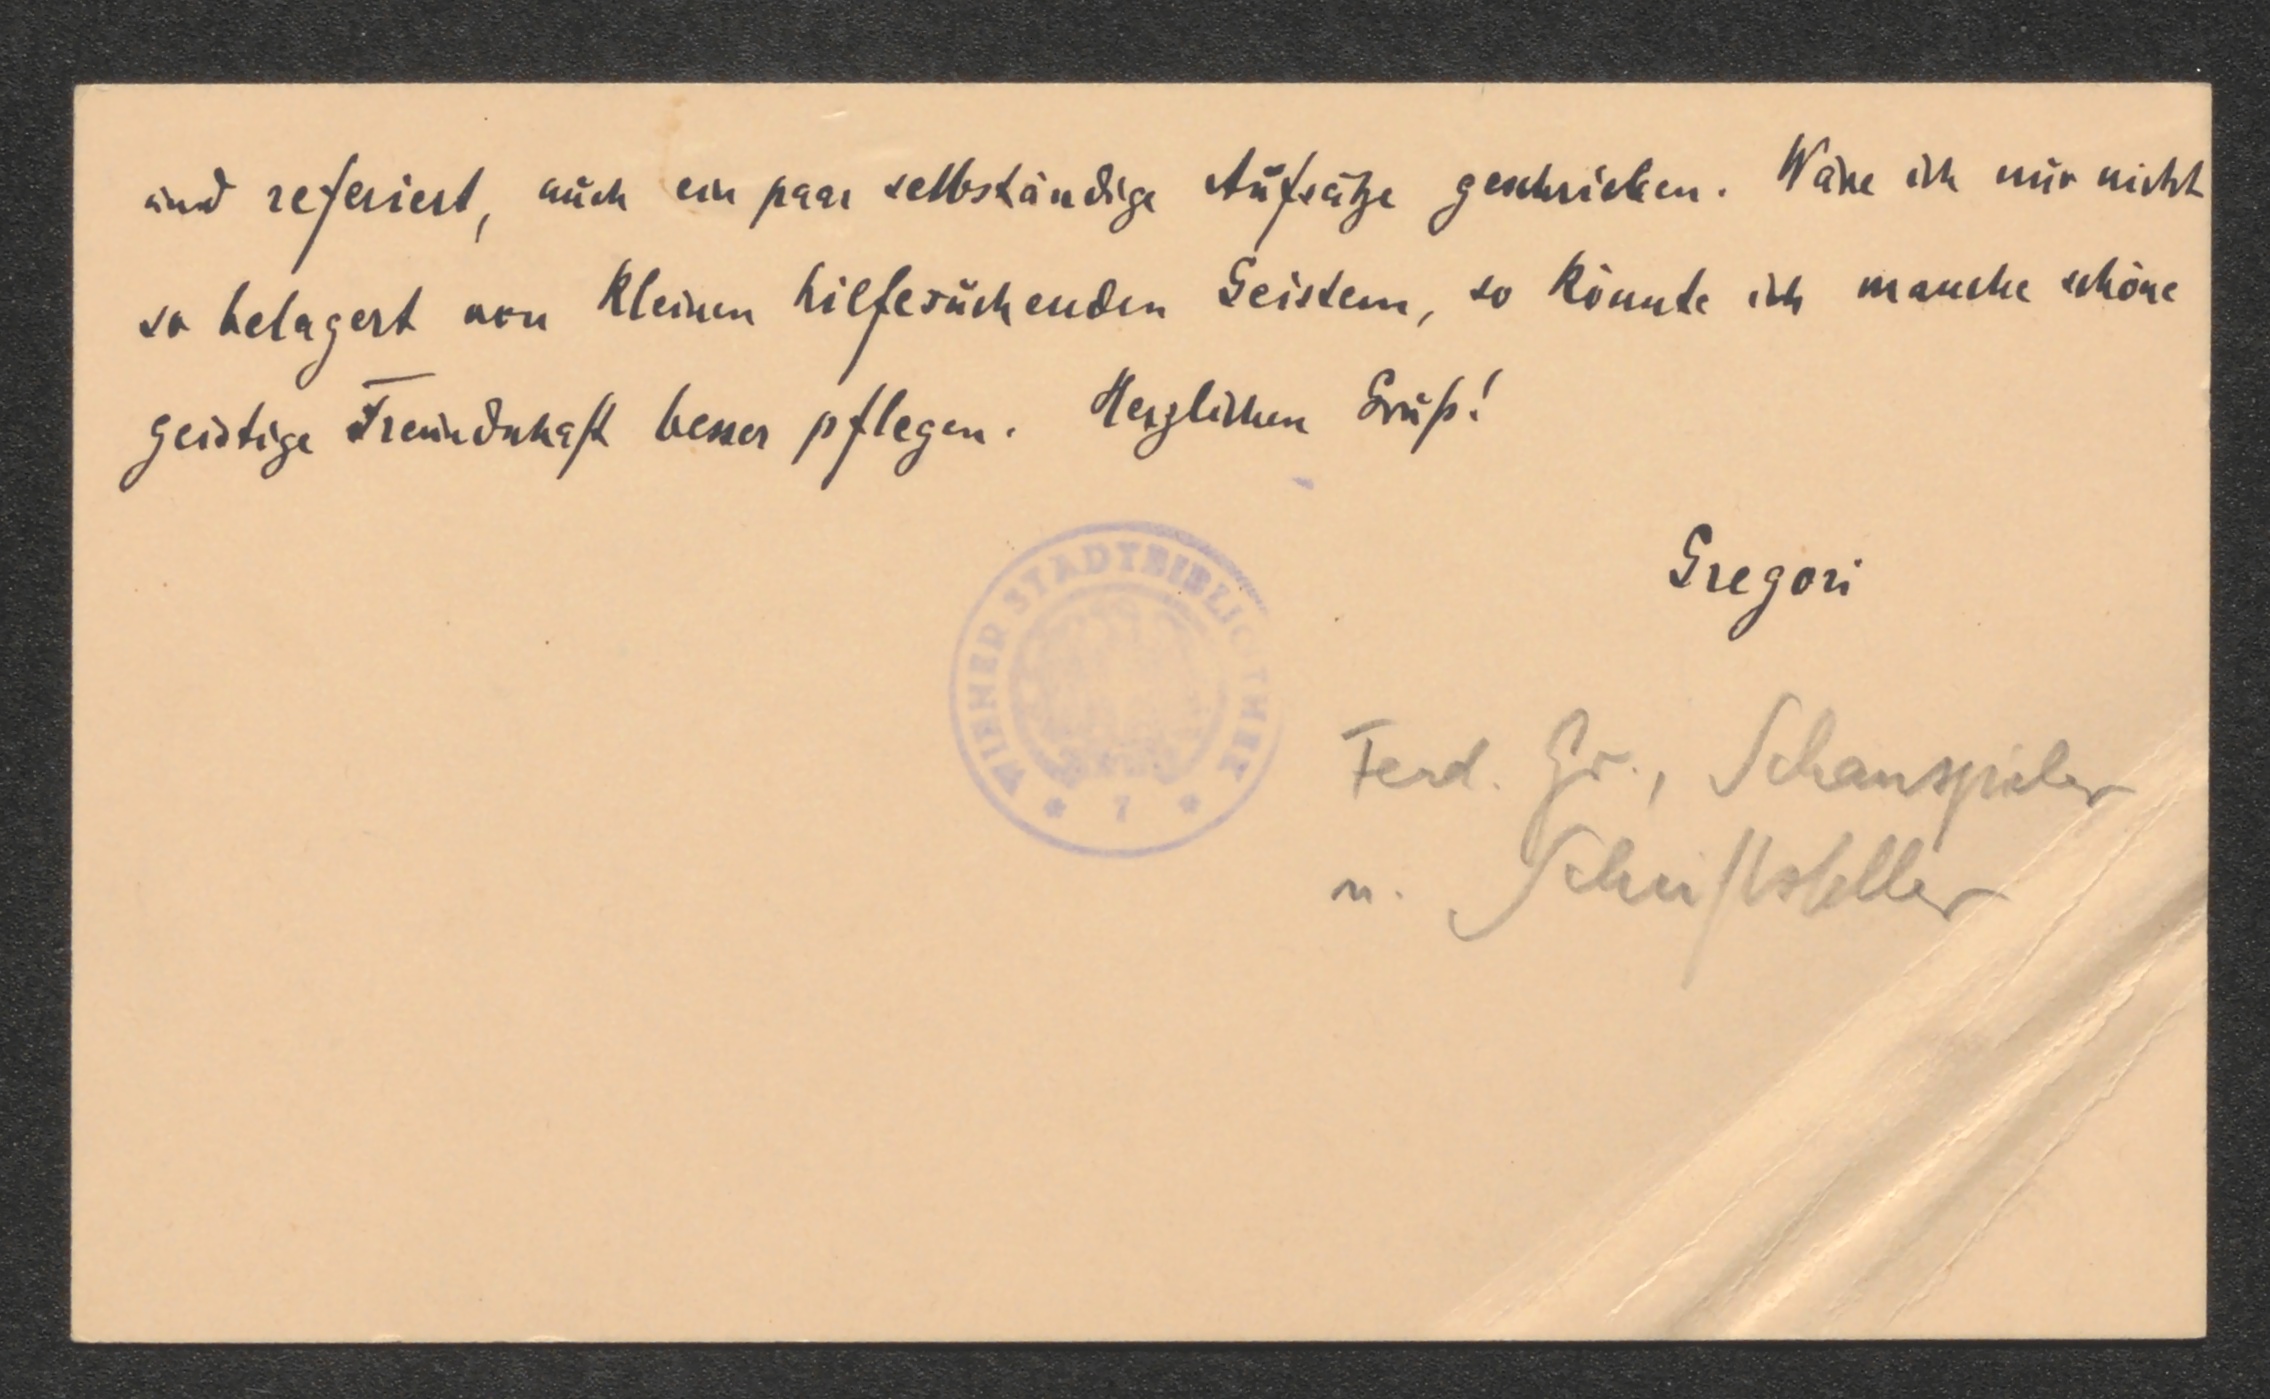 und referiert, auch ein paar selbständige Aufsätze geschrieben. Wäre ich nur nicht
so belagert von kleinen hilfesuchenden Geistern, so könnte ich manche schöne
geistige Freundschaft besser pflegen. Herzlichen Gruß!
Gregori
WIENER STADTBIBLIOTHEK
* 7 *
Ferd. Gr., Schauspieler
u. Schriftsteller